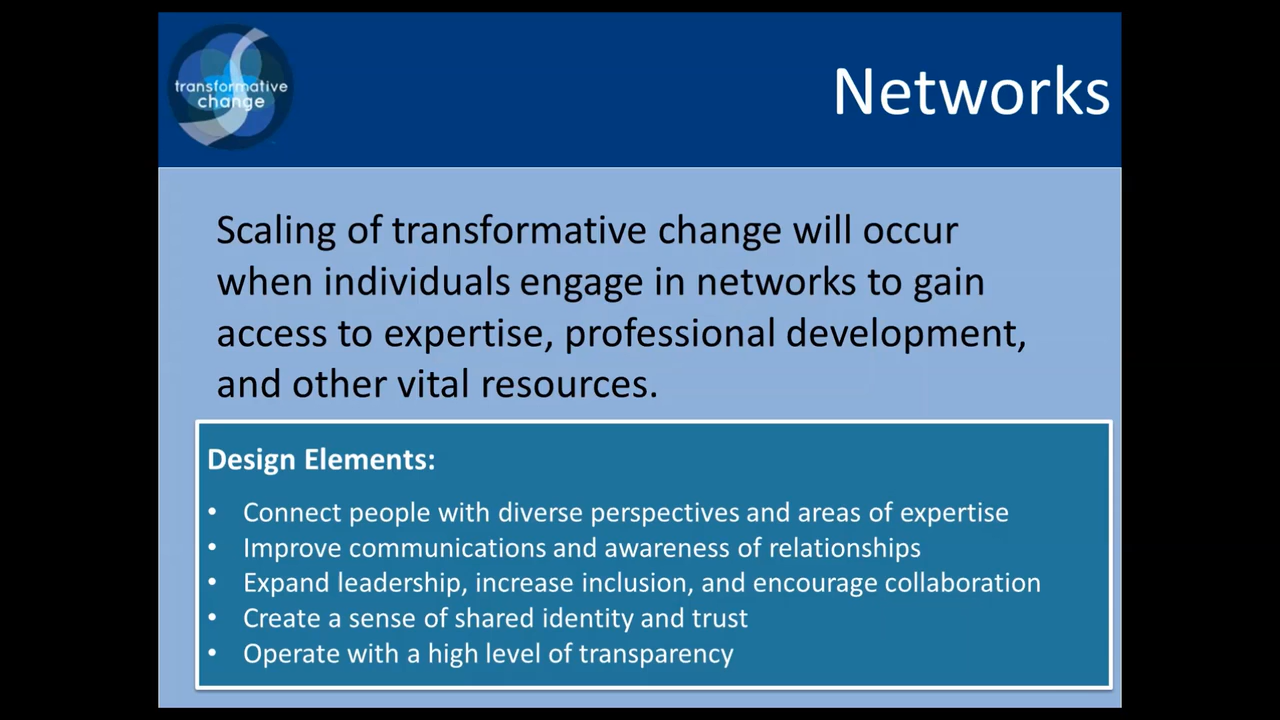 transformative
change
Networks
Scaling of transformative change will occur
when individuals engage in networks to gain
access to expertise, professional development,
and other vital resources.
Design Elements:
• Connect people with diverse perspectives and areas of expertise
• Improve communications and awareness of relationships
• Expand leadership, increase inclusion, and encourage collaboration
• Create a sense of shared identity and trust
• Operate with a high level of transparency